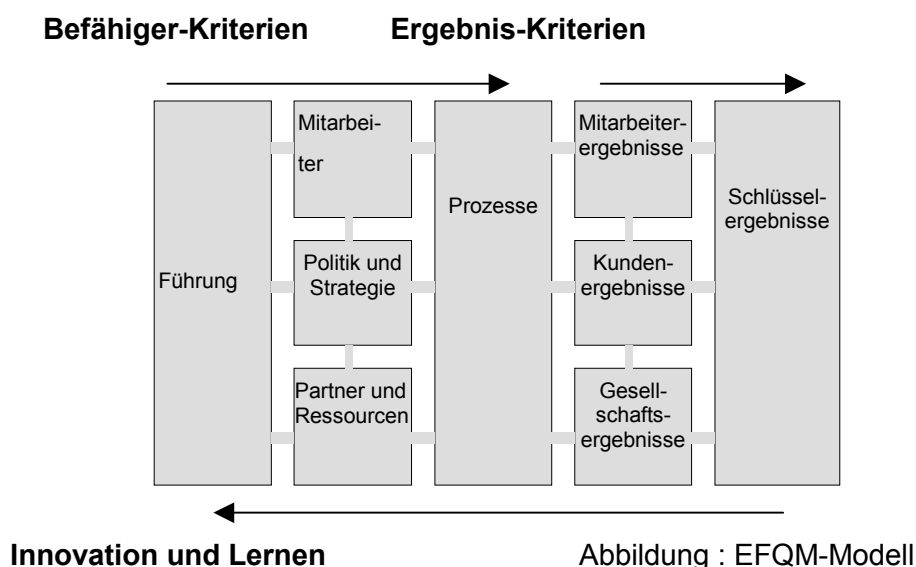 Befähiger-Kriterien
Ergebnis-Kriterien
Führung
Mitarbei-
ter
Politik und
Strategie
Partner und
Ressourcen
Prozesse
Mitarbeiter-
ergebnisse
Kunden-
ergebnisse
Gesell-
schafts-
ergebnisse
Schlüssel-
ergebnisse
Innovation und Lernen
Abbildung : EFQM-Modell